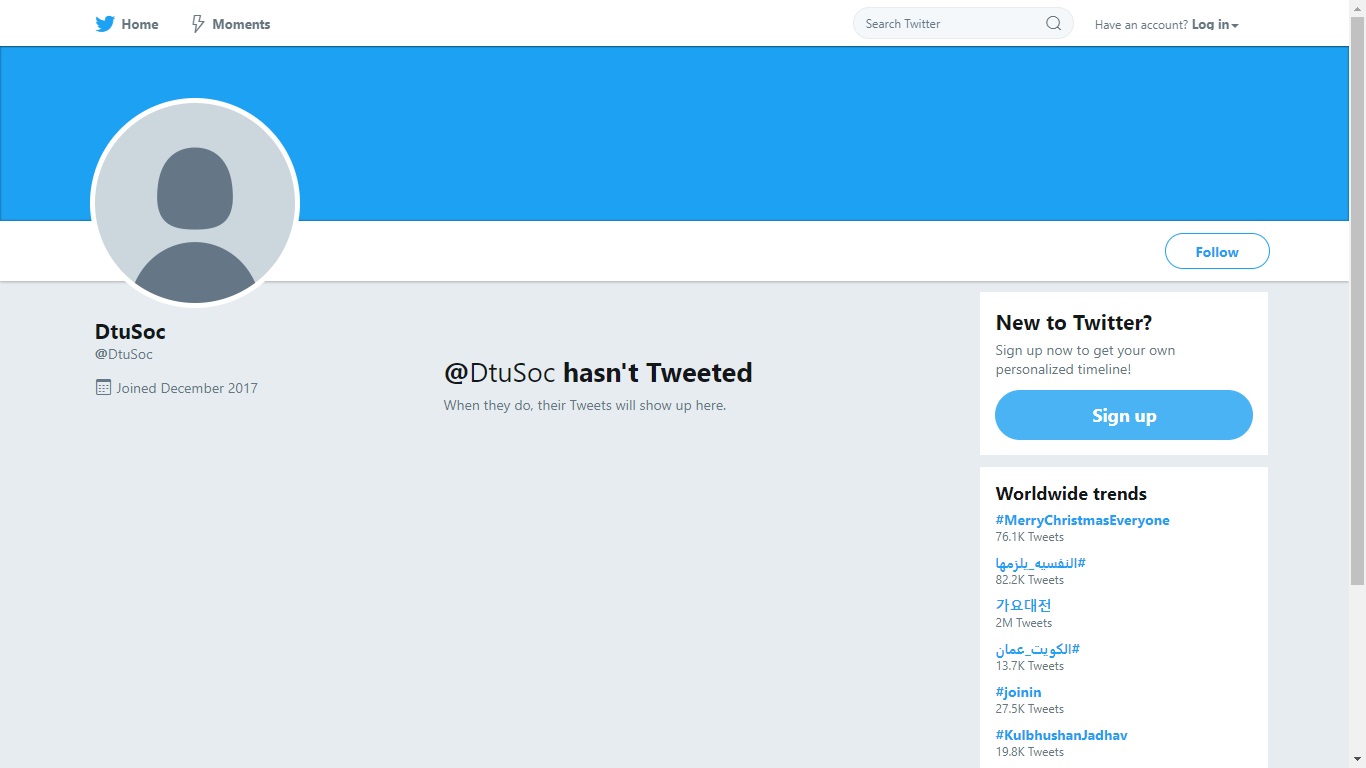 Home
Moments
Search Twitter
Have an account? Log in
Follow
DtuSoc
@DtuSoc
Joined December 2017
@DtuSoc hasn't Tweeted
When they do, their Tweets will show up here.
New to Twitter?
Sign up now to get your own
personalized timeline!
Sign up
Worldwide trends
#MerryChristmasEveryone
76.1K Tweets
#النفسيه_يلزمها
82.2K Tweets
가요대전
2M Tweets
#الكويت_عمان
13.7K Tweets
#joinin
27.5K Tweets
#KulbhushanJadhav
19.8K Tweets